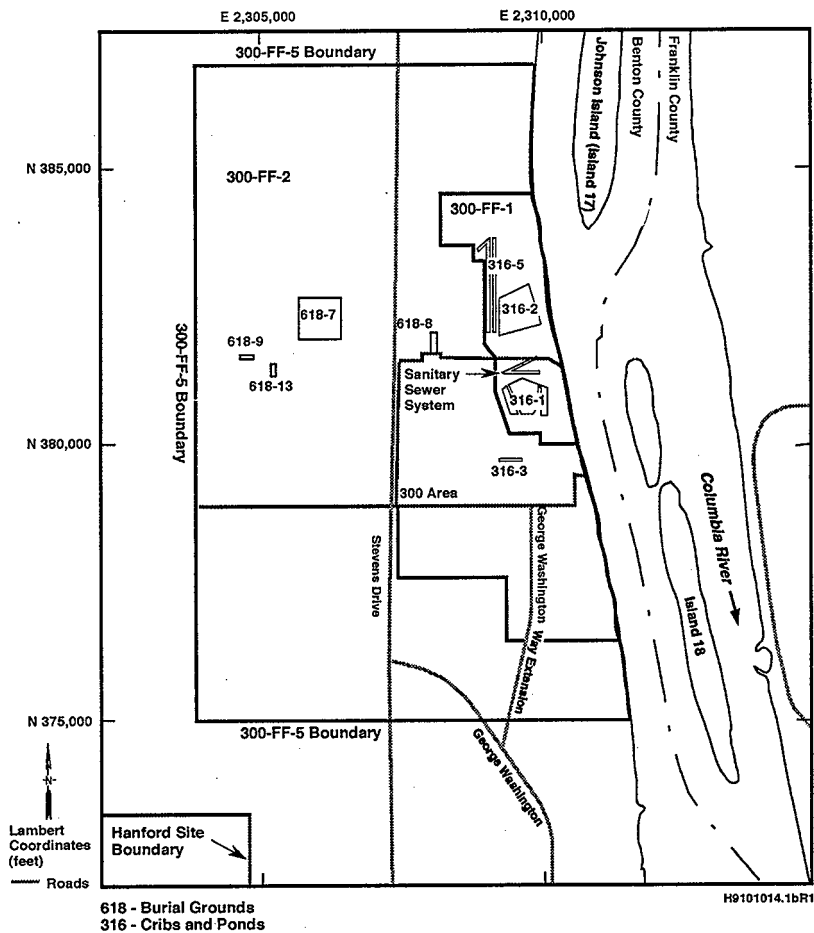 E 2,305,000
E 2,310,000
300-FF-5 Boundary
Johnson Island (Island 17)
Benton County
Franklin County
N 385,000
300-FF-2
300-FF-1
316-5
316-2
618-7
618-8
618-9
618-13
300-FF-5 Boundary
Sanitary
Sewer
System
316-1
N 380,000
316-3
300 Area
Columbia River
Stevens Drive
George Washington Way Extension
Island 18
N 375,000
300-FF-5 Boundary
George Washington
N
Lambert
Coordinates
(feet)
Roads
Hanford Site
Boundary
H9101014.1bR1
618 - Burial Grounds
316 - Cribs and Ponds